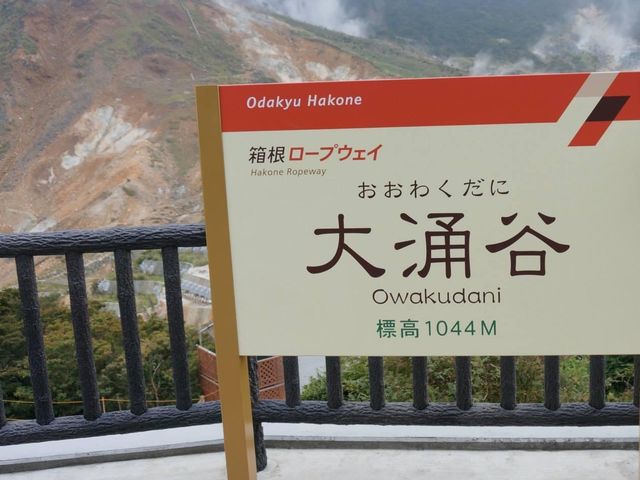 Odakyu Hakone
箱根ロープウェイ
Hakone Ropeway
おおわくだに
大涌谷
Owakudani
標高1044M